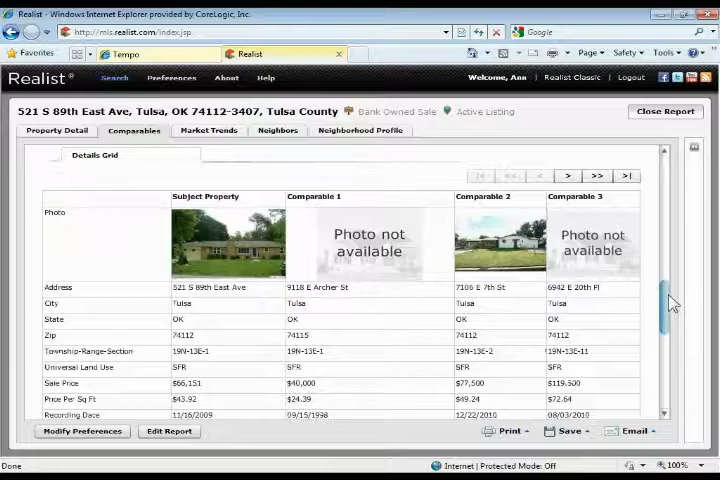 Realist - Windows Internet Explorer provided by CoreLogic, Inc.
http://mls.realist.com/index.jsp Google
Favorites Tempo Realist x Page Safety Tools
Realist® Search Preferences About Help Welcome, Ann Realist Classic Logout
521 S 89th East Ave, Tulsa, OK 74112-3407, Tulsa County Bank Owned Sale Active Listing Close Report
Property Detail Comparables Market Trends Neighbors Neighborhood Profile
Details Grid
|< << < > >> >|
Subject Property Comparable 1 Comparable 2 Comparable 3
Photo Photo not available Photo not available
Address 521 S 89th East Ave 9118 E Archer St 7106 E 7th St 6942 E 20th Pl
City Tulsa Tulsa Tulsa Tulsa
State OK OK OK OK
Zip 74112 74115 74112 74112
Township-Range-Section 19N-13E-1 19N-13E-1 19N-13E-2 19N-13E-11
Universal Land Use SFR SFR SFR SFR
Sale Price $66,151 $40,000 $77,500 $119,500
Price Per Sq Ft $43.92 $24.39 $49.24 $72.64
Recording Date 11/16/2009 09/15/1998 12/22/2010 08/03/2010
Modify Preferences Edit Report Print Save Email
Done Internet | Protected Mode: Off 100%